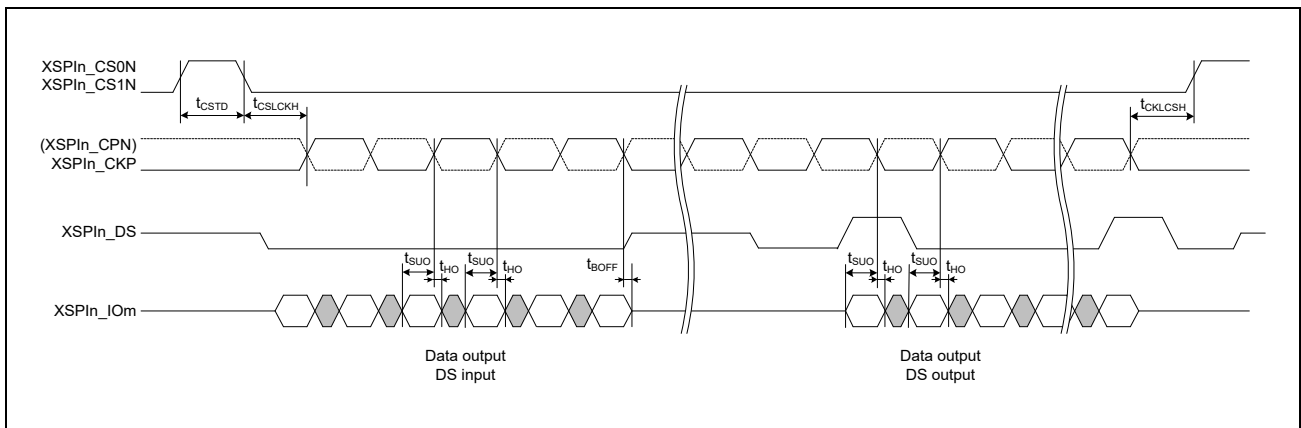 XSPIn_CS0N
XSPIn_CS1N
tCSTD
tCSLCKH
tCKLCSH
(XSPIn_CPN)
XSPIn_CKP
XSPIn_DS
tSUO
tHO
tSUO
tHO
tBOFF
tSUO
tHO
tSUO
tHO
XSPIn_IOm
Data output
DS input
Data output
DS output